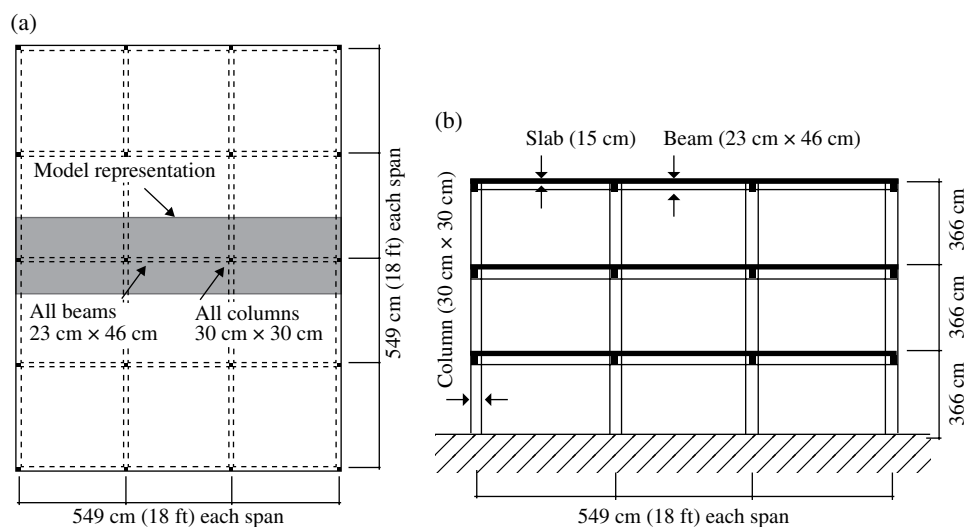 (a)
Model representation
All beams
23 cm × 46 cm
All columns
30 cm × 30 cm
549 cm (18 ft) each span
549 cm (18 ft) each span
(b)
Slab (15 cm)
Beam (23 cm × 46 cm)
Column (30 cm × 30 cm)
366 cm
366 cm
366 cm
549 cm (18 ft) each span